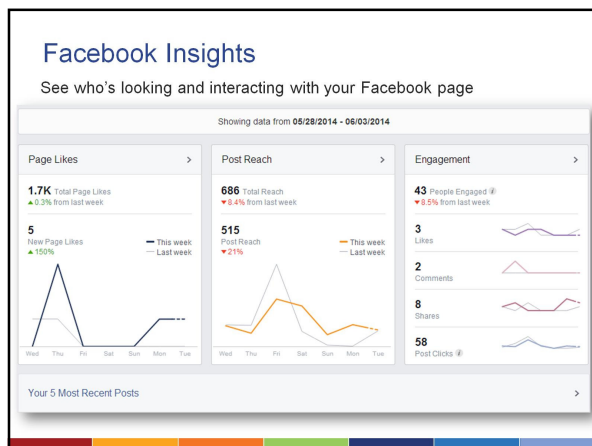 Facebook Insights
See who's looking and interacting with your Facebook page
Showing data from 05/28/2014 - 06/03/2014
Page Likes >
1.7K Total Page Likes
▲0.3% from last week
5
New Page Likes
▲150%
This week
Last week
Wed Thu Fri Sat Sun Mon Tue
Post Reach >
686 Total Reach
▼8.4% from last week
515
Post Reach
▼21%
This week
Last week
Wed Thu Fri Sat Sun Mon Tue
Engagement >
43 People Engaged i
▼8.5% from last week
3
Likes
2
Comments
8
Shares
58
Post Clicks i
Your 5 Most Recent Posts >